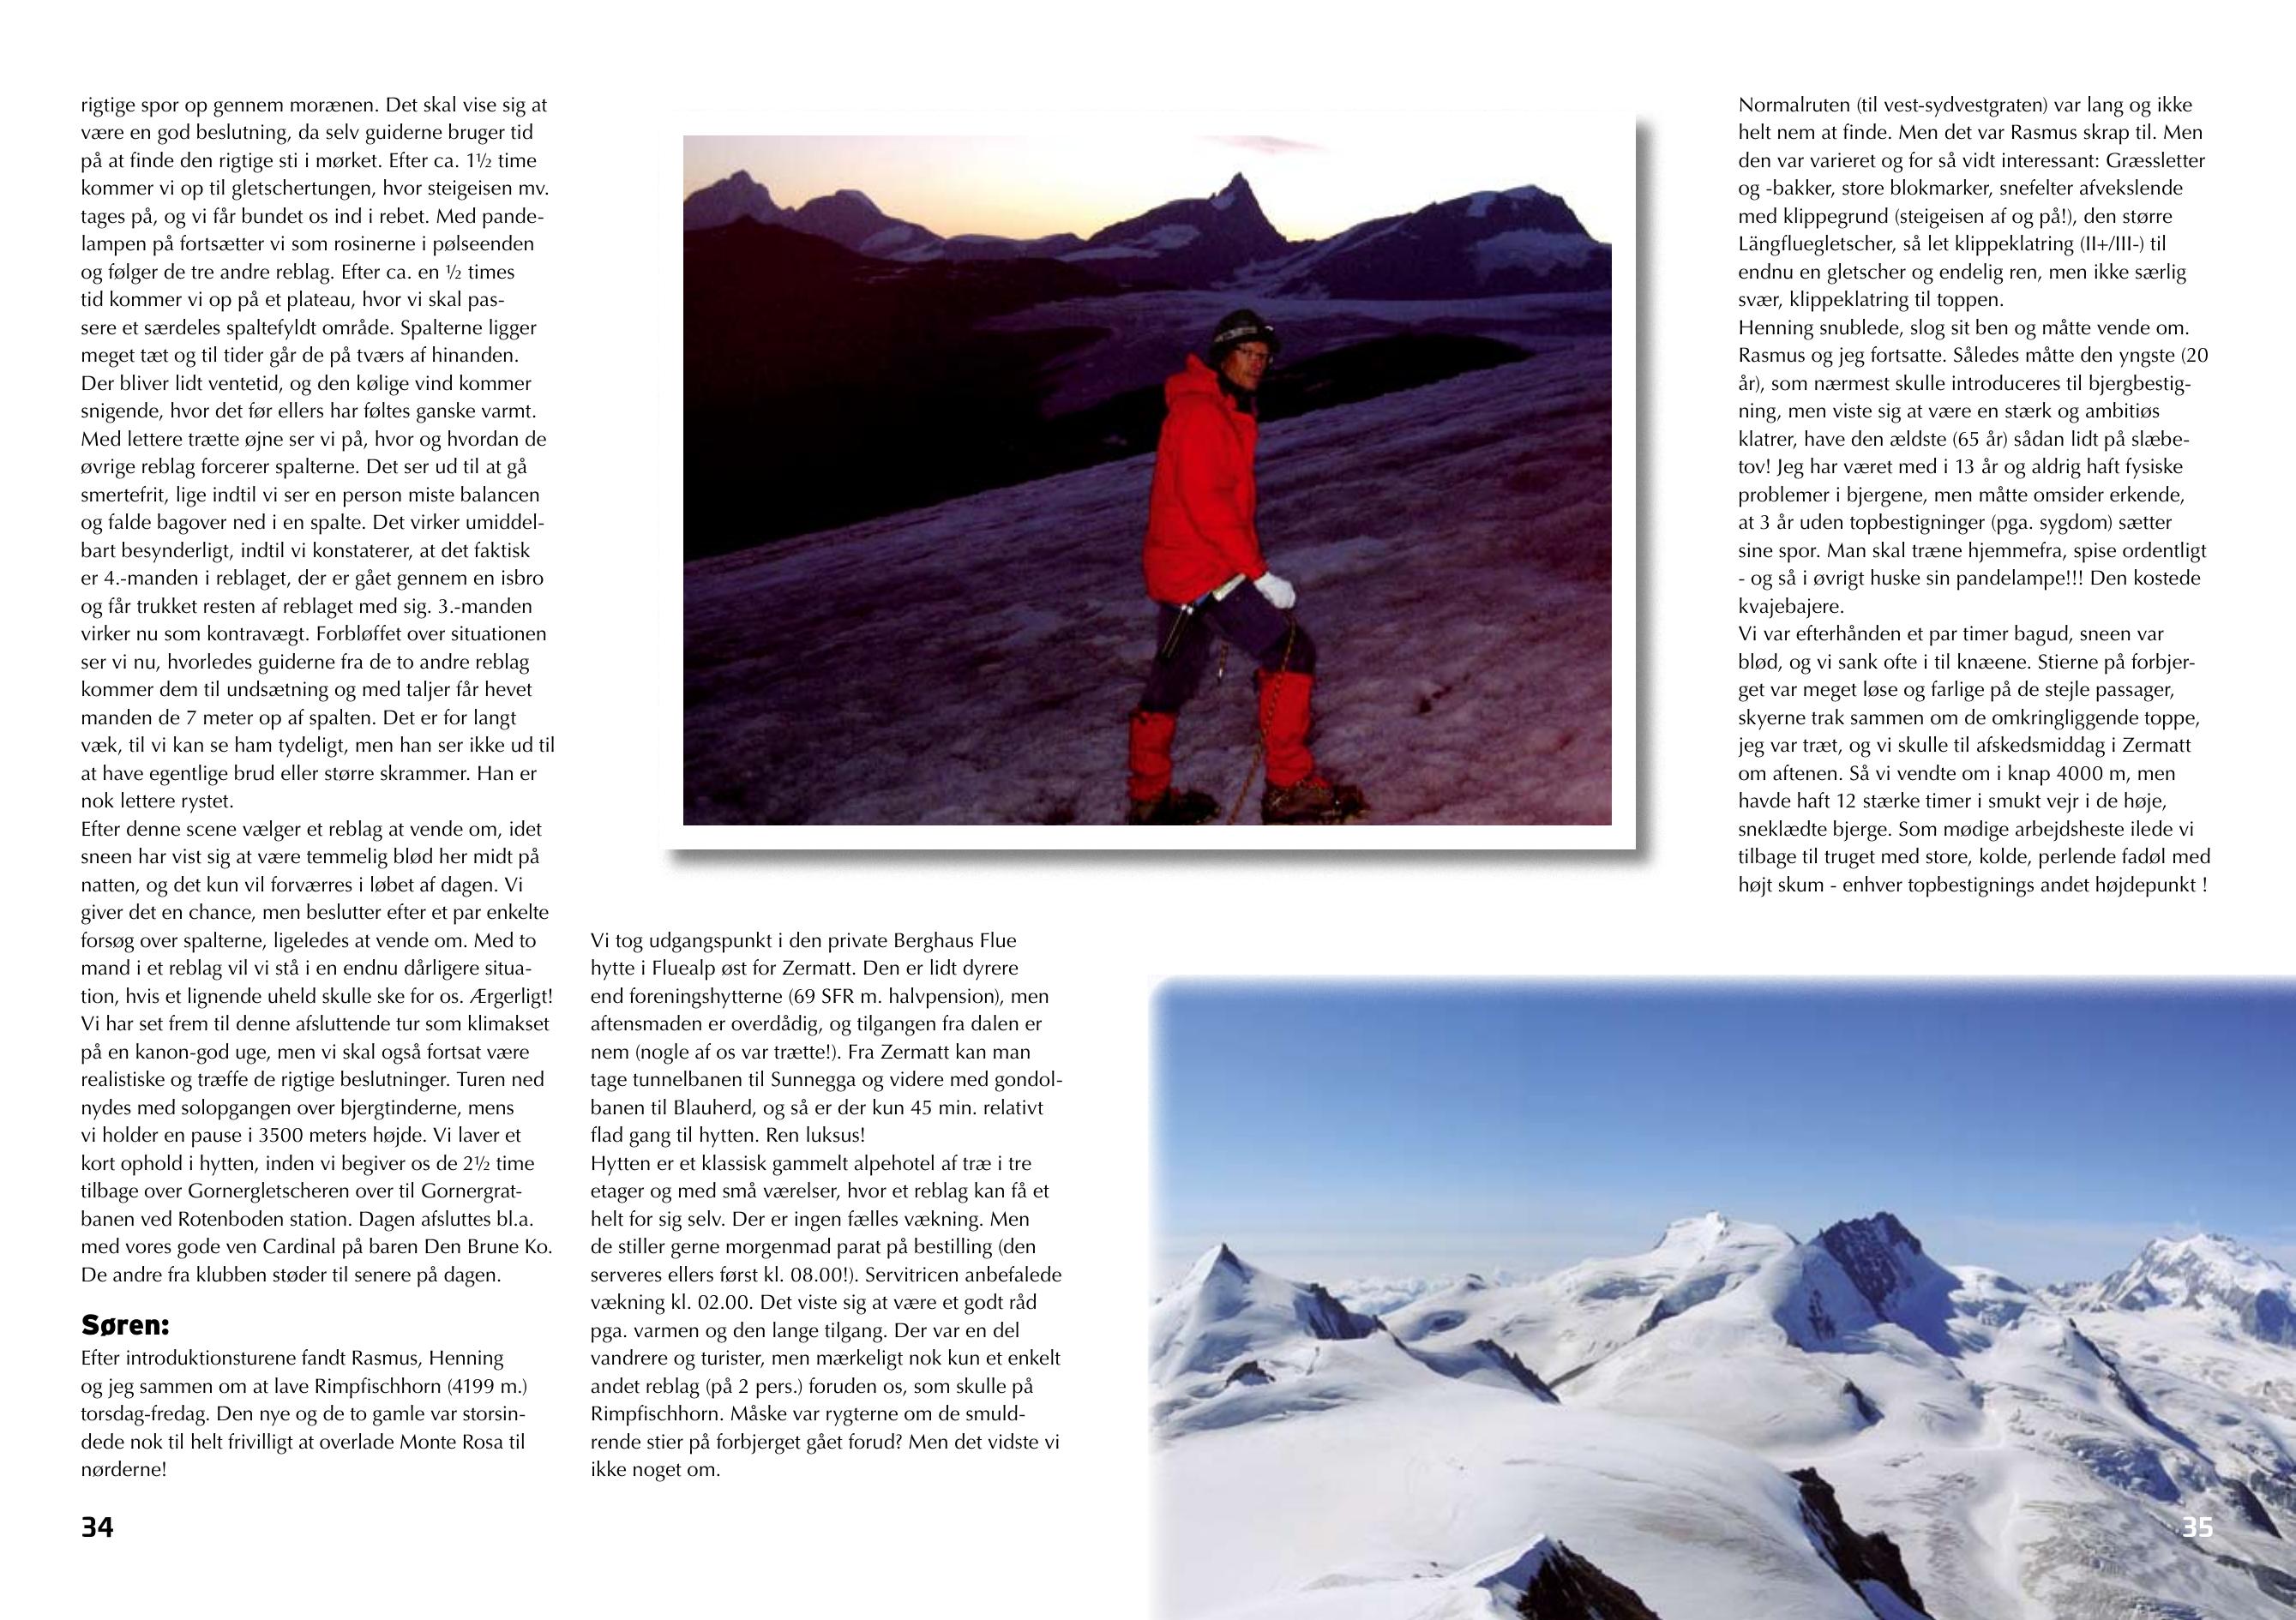 rigtige spor op gennem morænen. Det skal vise sig at
være en god beslutning, da selv guiderne bruger tid
på at finde den rigtige sti i mørket. Efter ca. 1½ time
kommer vi op til gletschertungen, hvor steigeisen mv.
tages på, og vi får bundet os ind i rebet. Med pande-
lampen på fortsætter vi som rosinerne i pølseenden
og følger de tre andre reblag. Efter ca. en ½ times
tid kommer vi op på et plateau, hvor vi skal pas-
sere et særdeles spaltefyldt område. Spalterne ligger
meget tæt og til tider går de på tværs af hinanden.
Der bliver lidt ventetid, og den kølige vind kommer
snigende, hvor det før ellers har føltes ganske varmt.
Med lettere trætte øjne ser vi på, hvor og hvordan de
øvrige reblag forcerer spalterne. Det ser ud til at gå
smertefrit, lige indtil vi ser en person miste balancen
og falde bagover ned i en spalte. Det virker umiddel-
bart besynderligt, indtil vi konstaterer, at det faktisk
er 4.-manden i reblaget, der er gået gennem en isbro
og får trukket resten af reblaget med sig. 3.-manden
virker nu som kontravægt. Forbløffet over situationen
ser vi nu, hvorledes guiderne fra de to andre reblag
kommer dem til undsætning og med taljer får hevet
manden de 7 meter op af spalten. Det er for langt
væk, til vi kan se ham tydeligt, men han ser ikke ud til
at have egentlige brud eller større skrammer. Han er
nok lettere rystet.
Efter denne scene vælger et reblag at vende om, idet
sneen har vist sig at være temmelig blød her midt på
natten, og det kun vil forværres i løbet af dagen. Vi
giver det en chance, men beslutter efter et par enkelte
forsøg over spalterne, ligeledes at vende om. Med to
mand i et reblag vil vi stå i en endnu dårligere situa-
tion, hvis et lignende uheld skulle ske for os. Ærgerligt!
Vi har set frem til denne afsluttende tur som klimakset
på en kanon-god uge, men vi skal også fortsat være
realistiske og træffe de rigtige beslutninger. Turen ned
nydes med solopgangen over bjergtinderne, mens
vi holder en pause i 3500 meters højde. Vi laver et
kort ophold i hytten, inden vi begiver os de 2½ time
tilbage over Gornergletscheren over til Gornergrat-
banen ved Rotenboden station. Dagen afsluttes bl.a.
med vores gode ven Cardinal på baren Den Brune Ko.
De andre fra klubben støder til senere på dagen.
Søren:
Efter introduktionsturene fandt Rasmus, Henning
og jeg sammen om at lave Rimpfischhorn (4199 m.)
torsdag-fredag. Den nye og de to gamle var storsin-
dede nok til helt frivilligt at overlade Monte Rosa til
nørderne!
34
Vi tog udgangspunkt i den private Berghaus Flue
hytte i Fluealp øst for Zermatt. Den er lidt dyrere
end foreningshytterne (69 SFR m. halvpension), men
aftensmaden er overdådig, og tilgangen fra dalen er
nem (nogle af os var trætte!). Fra Zermatt kan man
tage tunnelbanen til Sunnegga og videre med gondol-
banen til Blauherd, og så er der kun 45 min. relativt
flad gang til hytten. Ren luksus!
Hytten er et klassisk gammelt alpehotel af træ i tre
etager og med små værelser, hvor et reblag kan få et
helt for sig selv. Der er ingen fælles vækning. Men
de stiller gerne morgenmad parat på bestilling (den
serveres ellers først kl. 08.00!). Servitricen anbefalede
vækning kl. 02.00. Det viste sig at være et godt råd
pga. varmen og den lange tilgang. Der var en del
vandrere og turister, men mærkeligt nok kun et enkelt
andet reblag (på 2 pers.) foruden os, som skulle på
Rimpfischhorn. Måske var rygterne om de smuld-
rende stier på forbjerget gået forud? Men det vidste vi
ikke noget om.
Normalruten (til vest-sydvestgraten) var lang og ikke
helt nem at finde. Men det var Rasmus skrap til. Men
den var varieret og for så vidt interessant: Græssletter
og -bakker, store blokmarker, snefelter afvekslende
med klippegrund (steigeisen af og på!), den større
Längfluegletscher, så let klippeklatring (II+/III-) til
endnu en gletscher og endelig ren, men ikke særlig
svær, klippeklatring til toppen.
Henning snublede, slog sit ben og måtte vende om.
Rasmus og jeg fortsatte. Således måtte den yngste (20
år), som nærmest skulle introduceres til bjergbestig-
ning, men viste sig at være en stærk og ambitiøs
klatrer, have den ældste (65 år) sådan lidt på slæbe-
tov! Jeg har været med i 13 år og aldrig haft fysiske
problemer i bjergene, men måtte omsider erkende,
at 3 år uden topbestigninger (pga. sygdom) sætter
sine spor. Man skal træne hjemmefra, spise ordentligt
- og så i øvrigt huske sin pandelampe!!! Den kostede
kvajebajere.
Vi var efterhånden et par timer bagud, sneen var
blød, og vi sank ofte i til knæene. Stierne på forbjer-
get var meget løse og farlige på de stejle passager,
skyerne trak sammen om de omkringliggende toppe,
jeg var træt, og vi skulle til afskedsmiddag i Zermatt
om aftenen. Så vi vendte om i knap 4000 m, men
havde haft 12 stærke timer i smukt vejr i de høje,
sneklædte bjerge. Som mødige arbejdsheste ilede vi
tilbage til truget med store, kolde, perlende fadøl med
højt skum - enhver topbestignings andet højdepunkt !
35